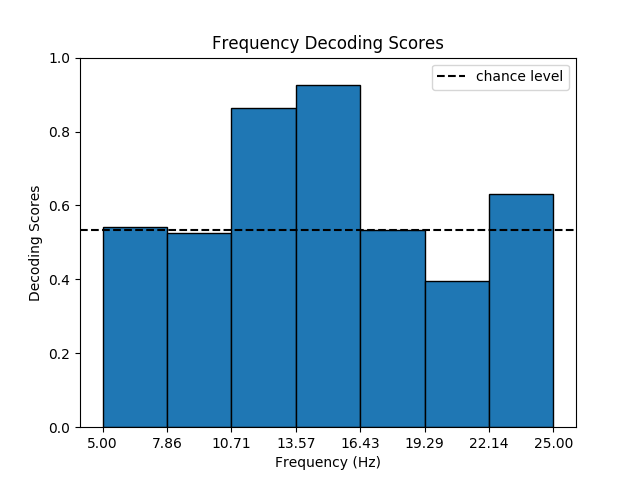 Frequency Decoding Scores
1.0
chance level
0.8
0.6
0.4
0.2
0.0
Decoding Scores
5.00 7.86 10.71 13.57 16.43 19.29 22.14 25.00
Frequency (Hz)